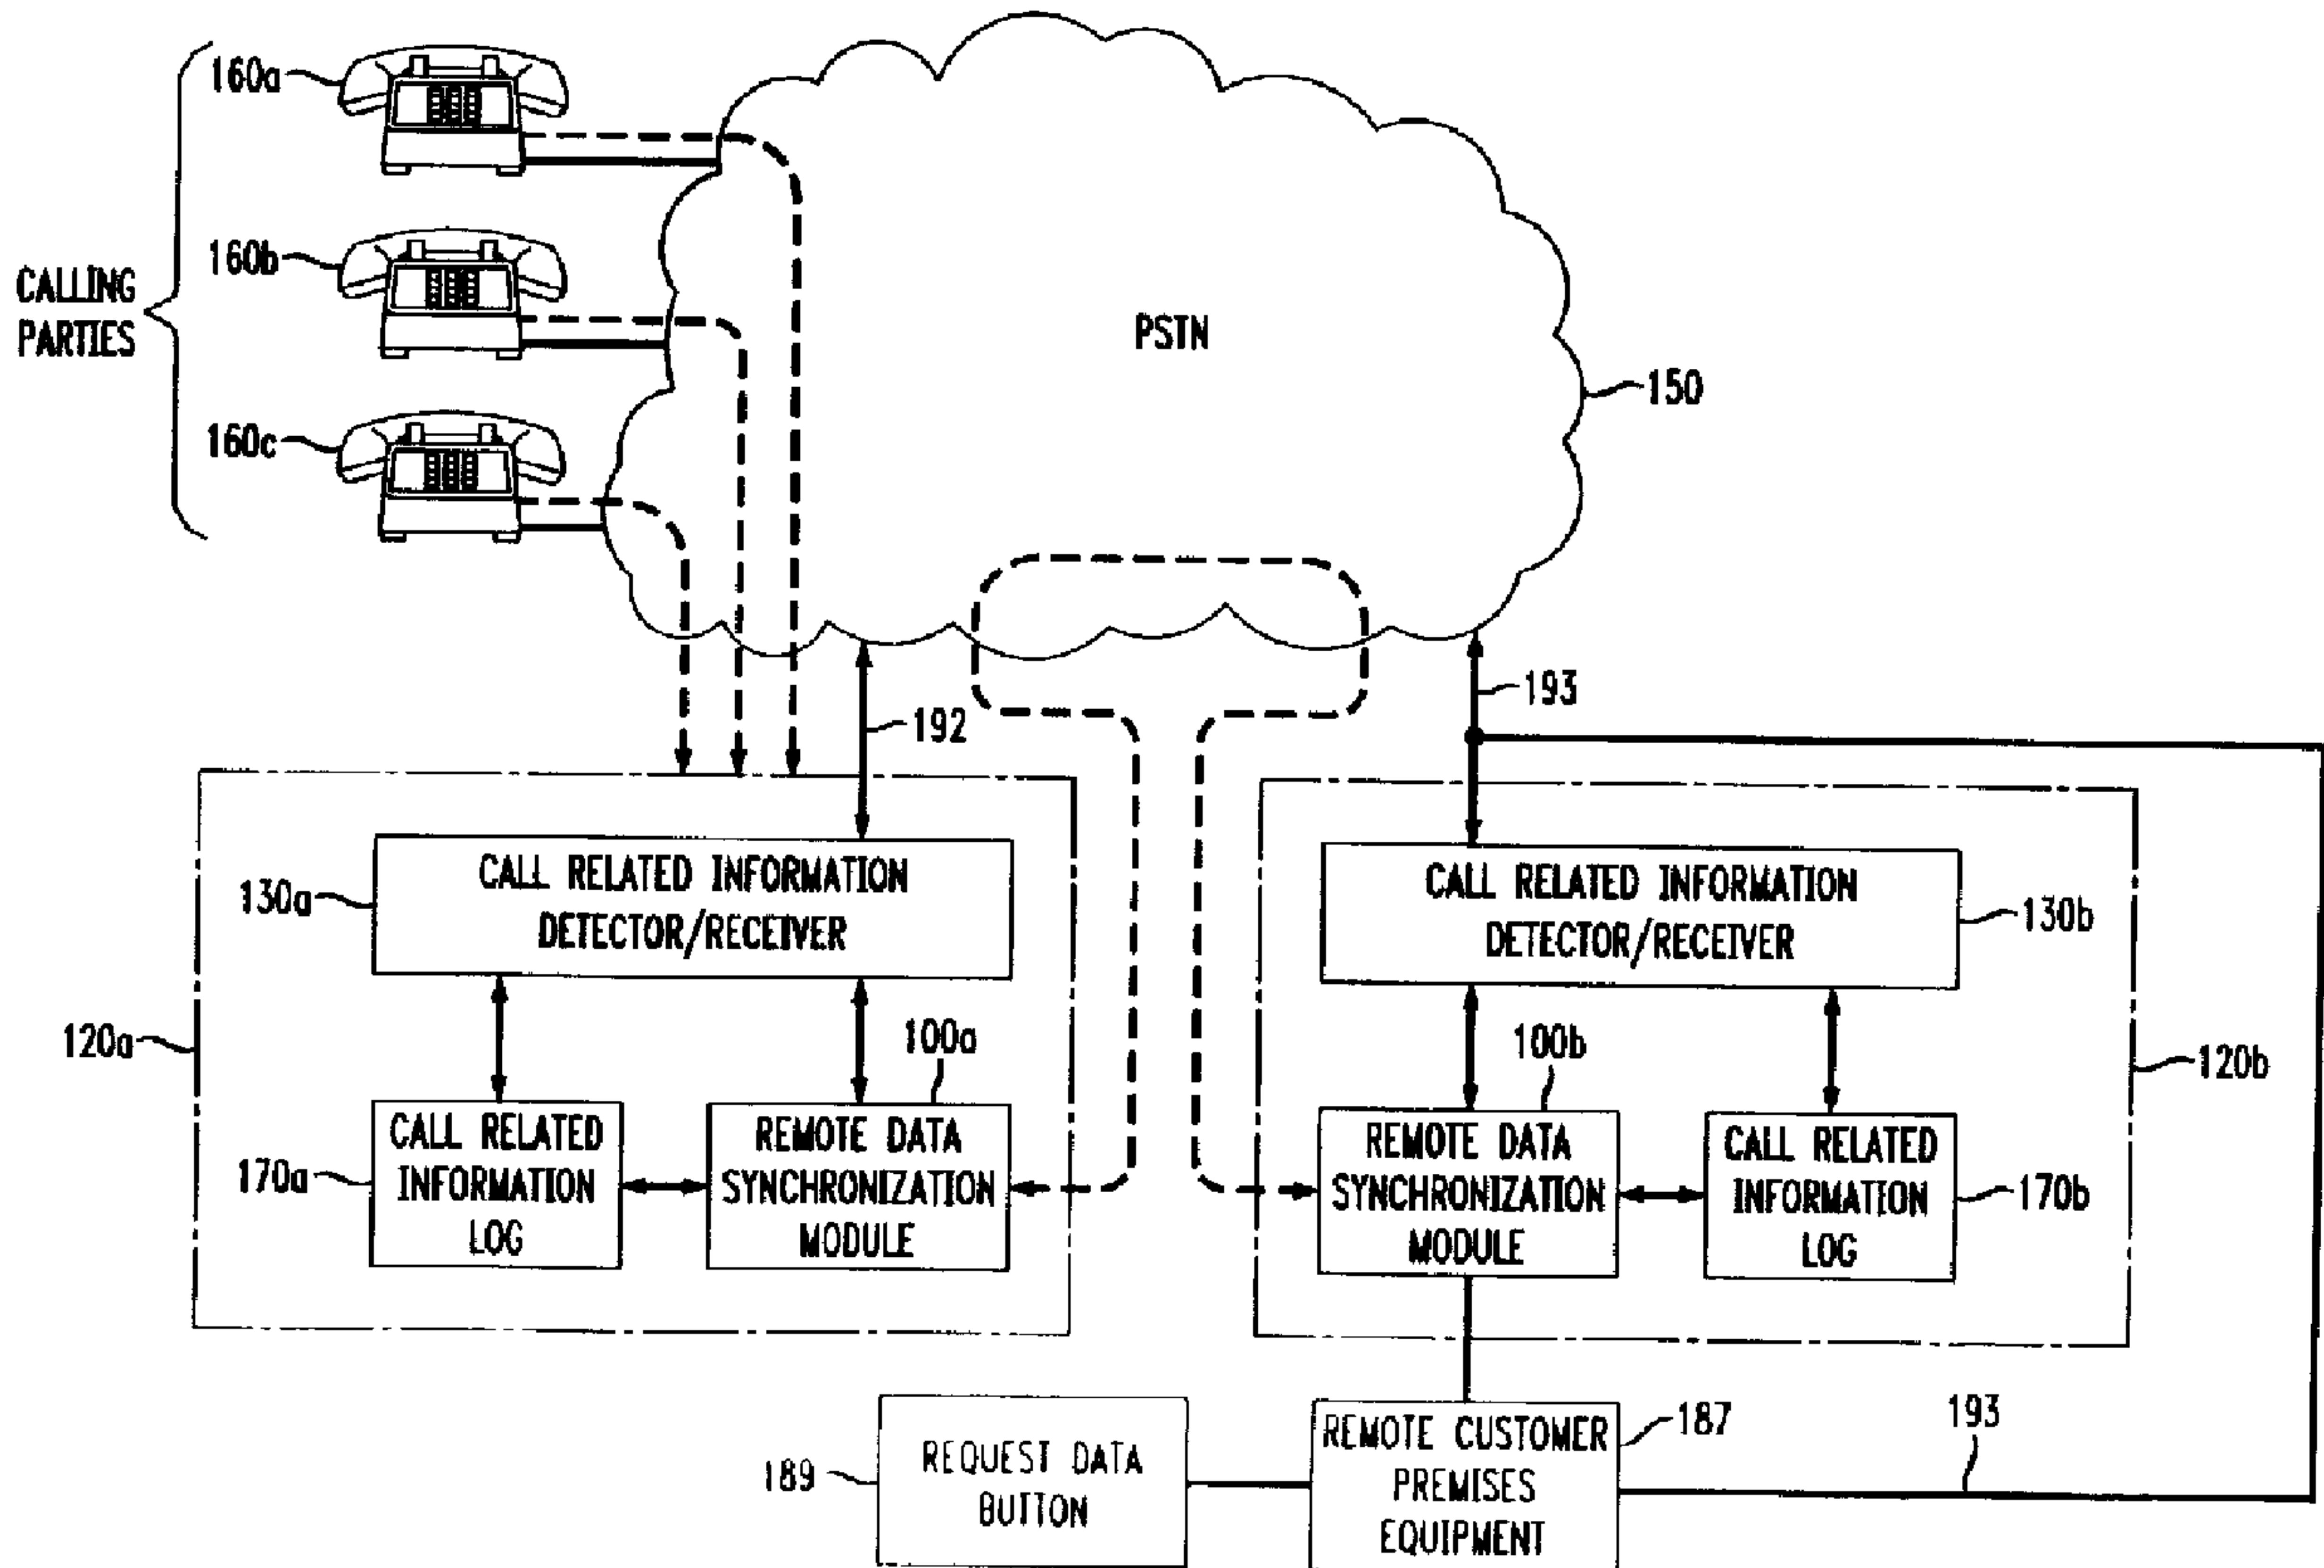 160a
160b
CALLING
PARTIES
160c
PSTN
150
192
193
CALL RELATED INFORMATION
DETECTOR/RECEIVER
130a
CALL RELATED INFORMATION
DETECTOR/RECEIVER
130b
120a
100a
100b
120b
CALL RELATED
INFORMATION
LOG
170a
REMOTE DATA
SYNCHRONIZATION
MODULE
REMOTE DATA
SYNCHRONIZATION
MODULE
CALL RELATED
INFORMATION
LOG
170b
189
REQUEST DATA
BUTTON
REMOTE CUSTOMER
PREMISES
EQUIPMENT
187
193